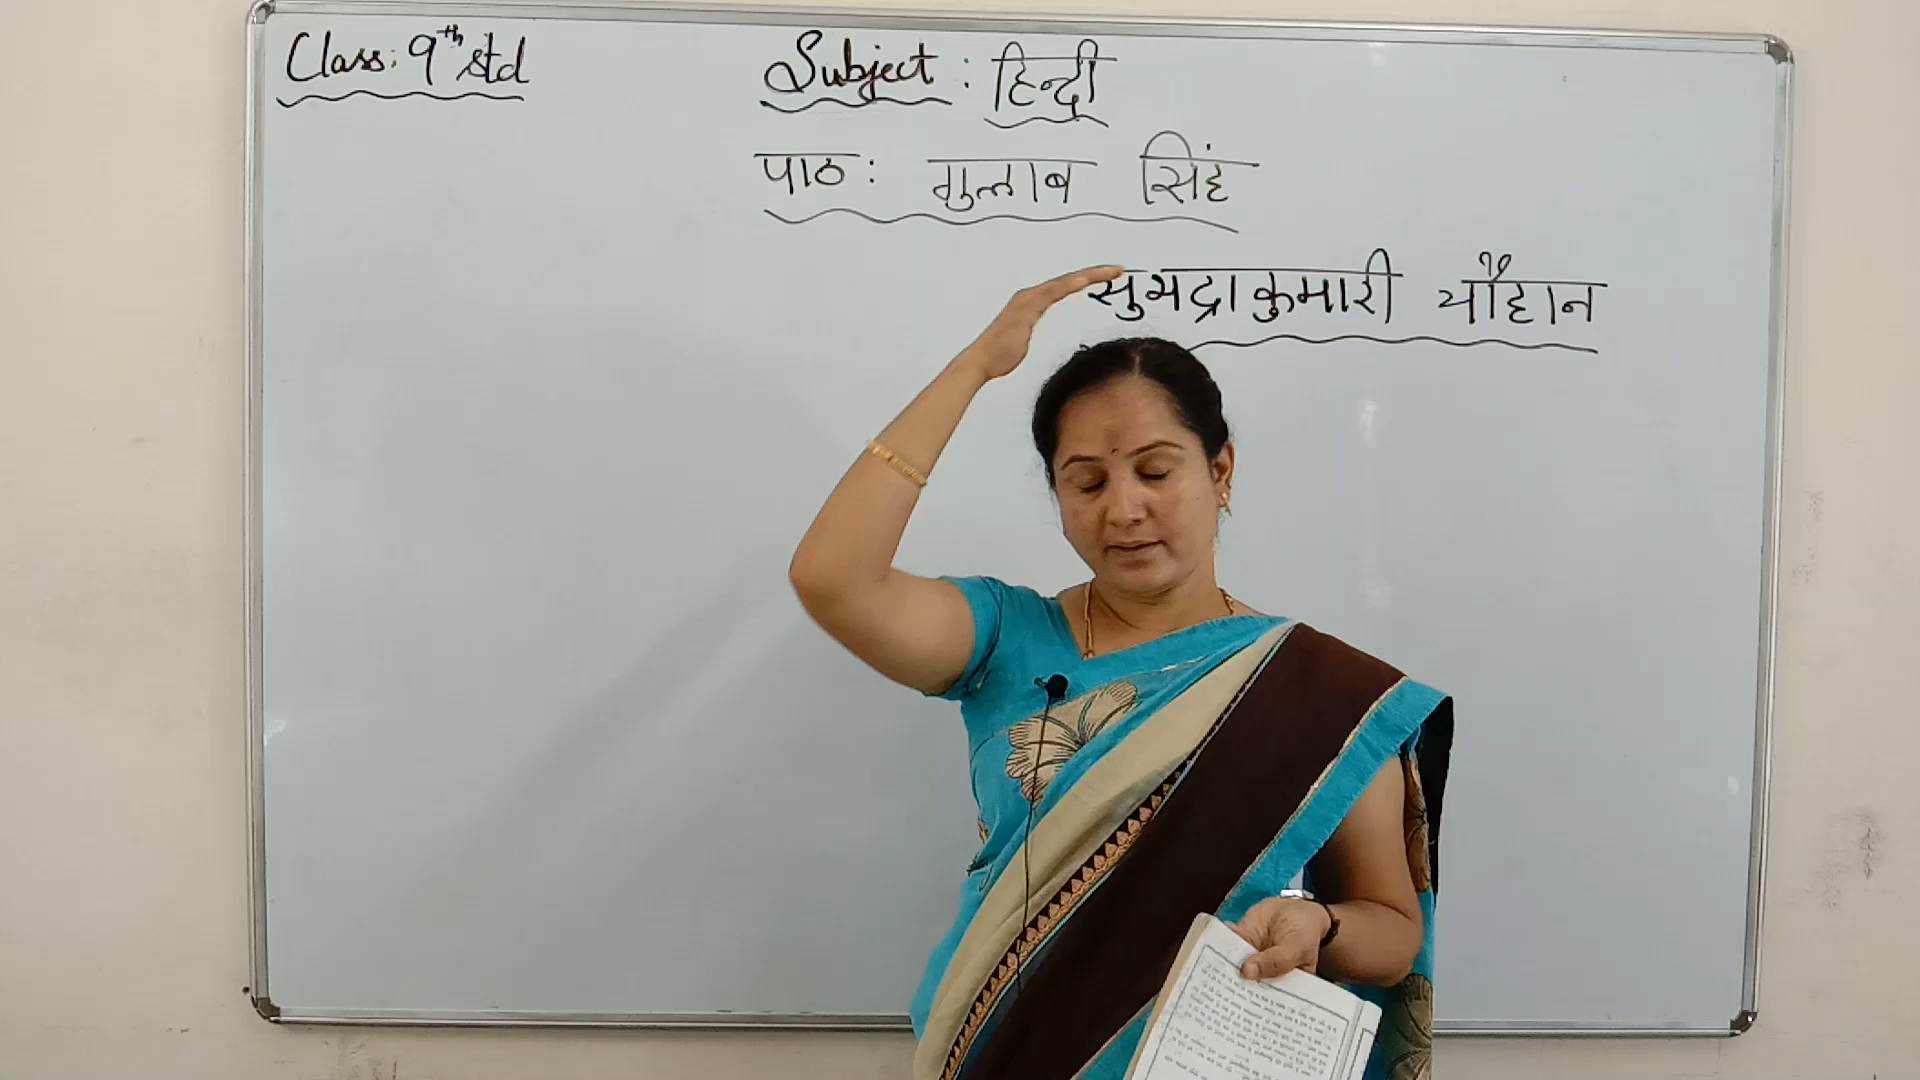 Class: 9th std
Subject : हिन्दी
पाठ : गुलाब सिंह
सुभद्राकुमारी चौहान